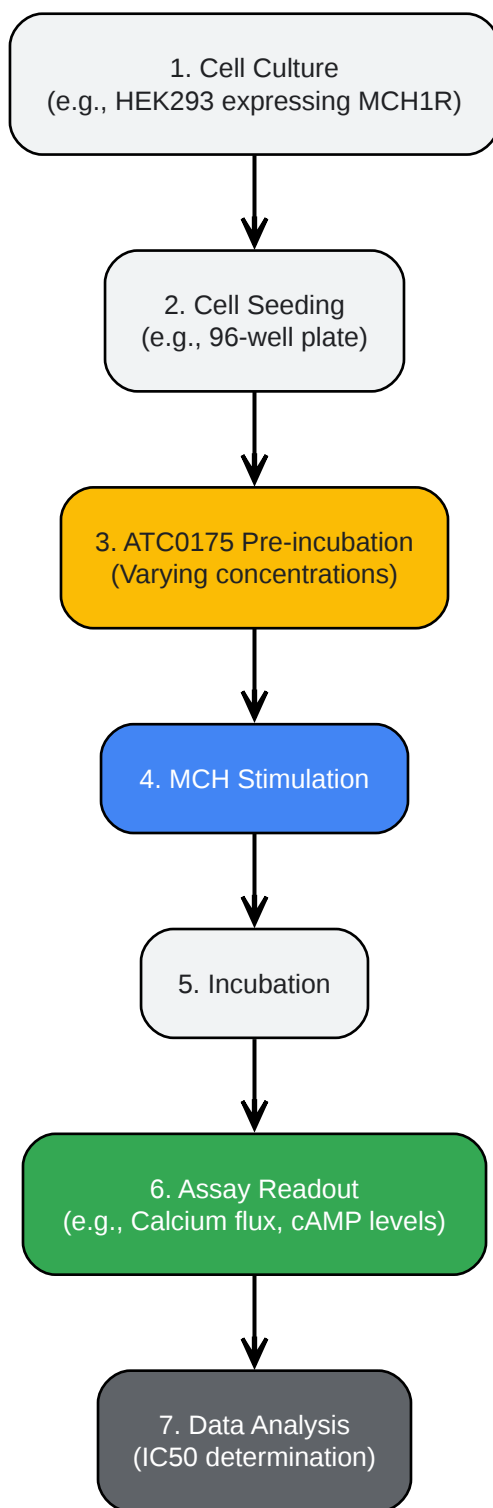 1. Cell Culture
(e.g., HEK293 expressing MCH1R)
2. Cell Seeding
(e.g., 96-well plate)
3. ATC0175 Pre-incubation
(Varying concentrations)
4. MCH Stimulation
5. Incubation
6. Assay Readout
(e.g., Calcium flux, cAMP levels)
7. Data Analysis
(IC50 determination)